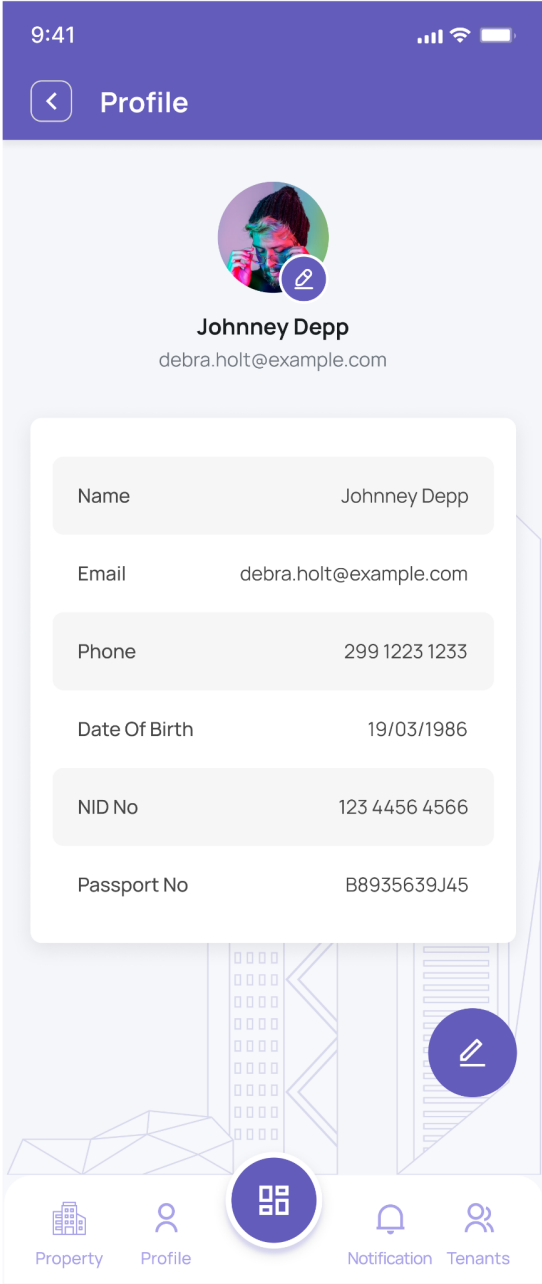 9:41
Profile
Johnney Depp
debra.holt@example.com
Name Johnney Depp
Email debra.holt@example.com
Phone 299 1223 1233
Date Of Birth 19/03/1986
NID No 123 4456 4566
Passport No B8935639J45
Property Profile Notification Tenants